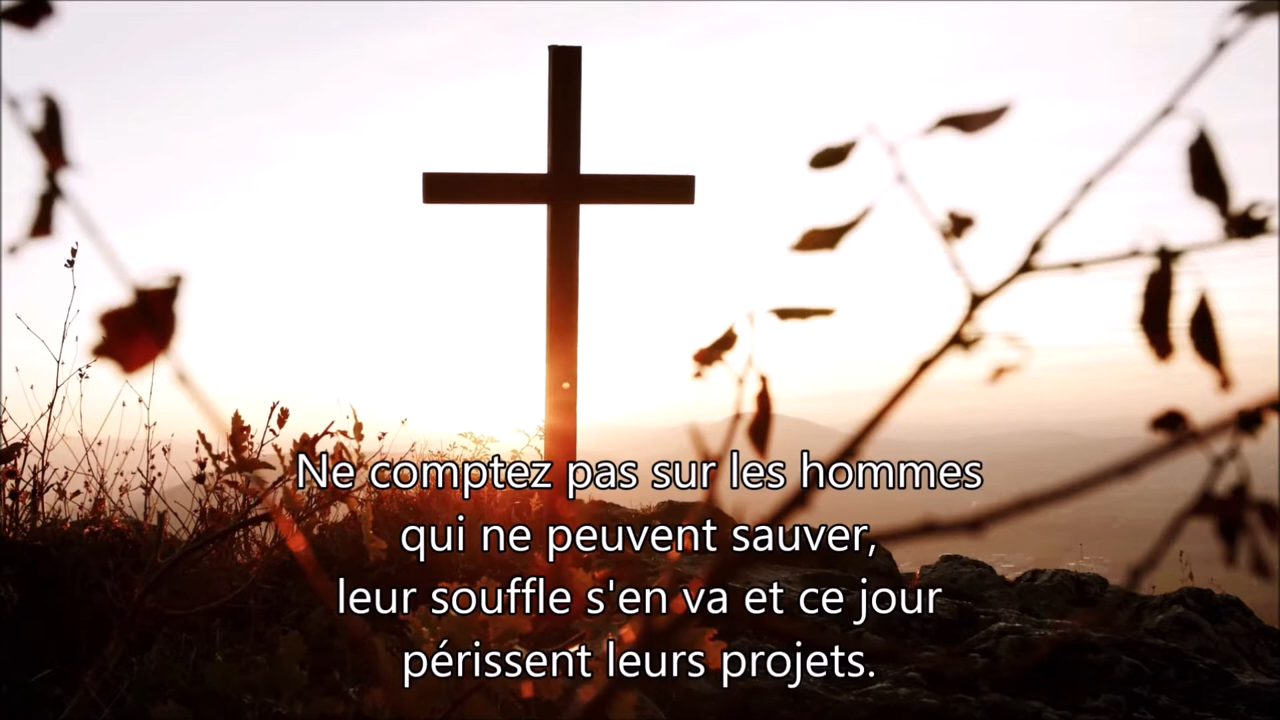 Ne comptez pas sur les hommes
qui ne peuvent sauver,
leur souffle s'en va et ce jour
périssent leurs projets.